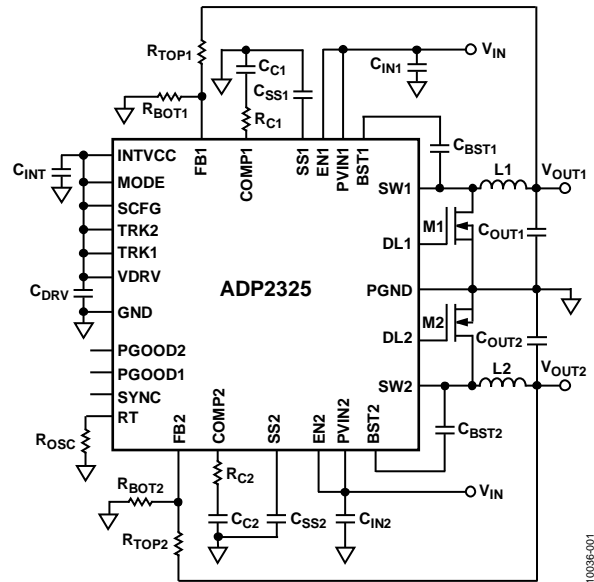 RTOP1
RBOT1
CC1
CSS1
RC1
CIN1
VIN
CINT
INTVCC
MODE
SCFG
TRK2
TRK1
VDRV
GND
CDRV
PGOOD2
PGOOD1
SYNC
RT
ROSC
FB1
COMP1
SS1
EN1
PVIN1
BST1
CBST1
SW1
L1
VOUT1
M1
DL1
COUT1
ADP2325
PGND
M2
DL2
COUT2
SW2
L2
VOUT2
FB2
COMP2
SS2
EN2
PVIN2
BST2
CBST2
RBOT2
RTOP2
RC2
CC2
CSS2
CIN2
VIN
10036-001